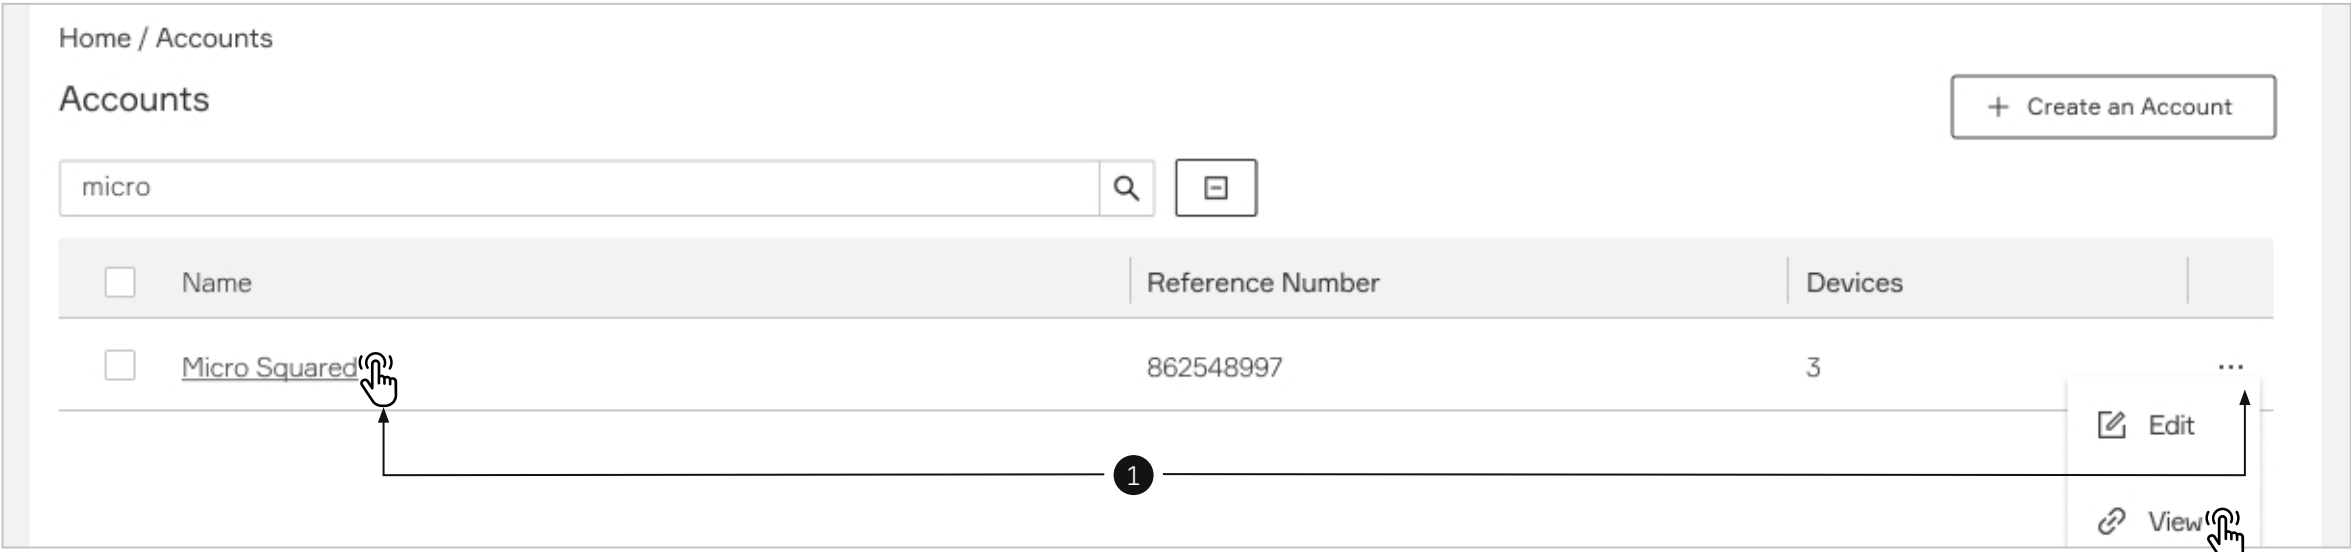 Home / Accounts
Accounts
+ Create an Account
micro
Name Reference Number Devices
Micro Squared 862548997 3 ...
Edit
1
View